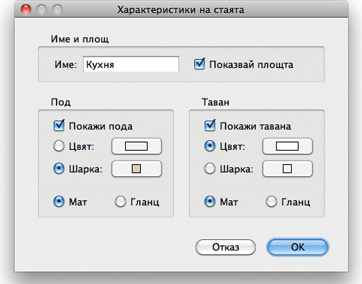 Характеристики на стаята
Име и площ
Име: Кухня Показвай площта
Под Таван
Покажи пода Покажи тавана
Цвят: Цвят:
Шарка: Шарка:
Мат Гланц Мат Гланц
Отказ OK